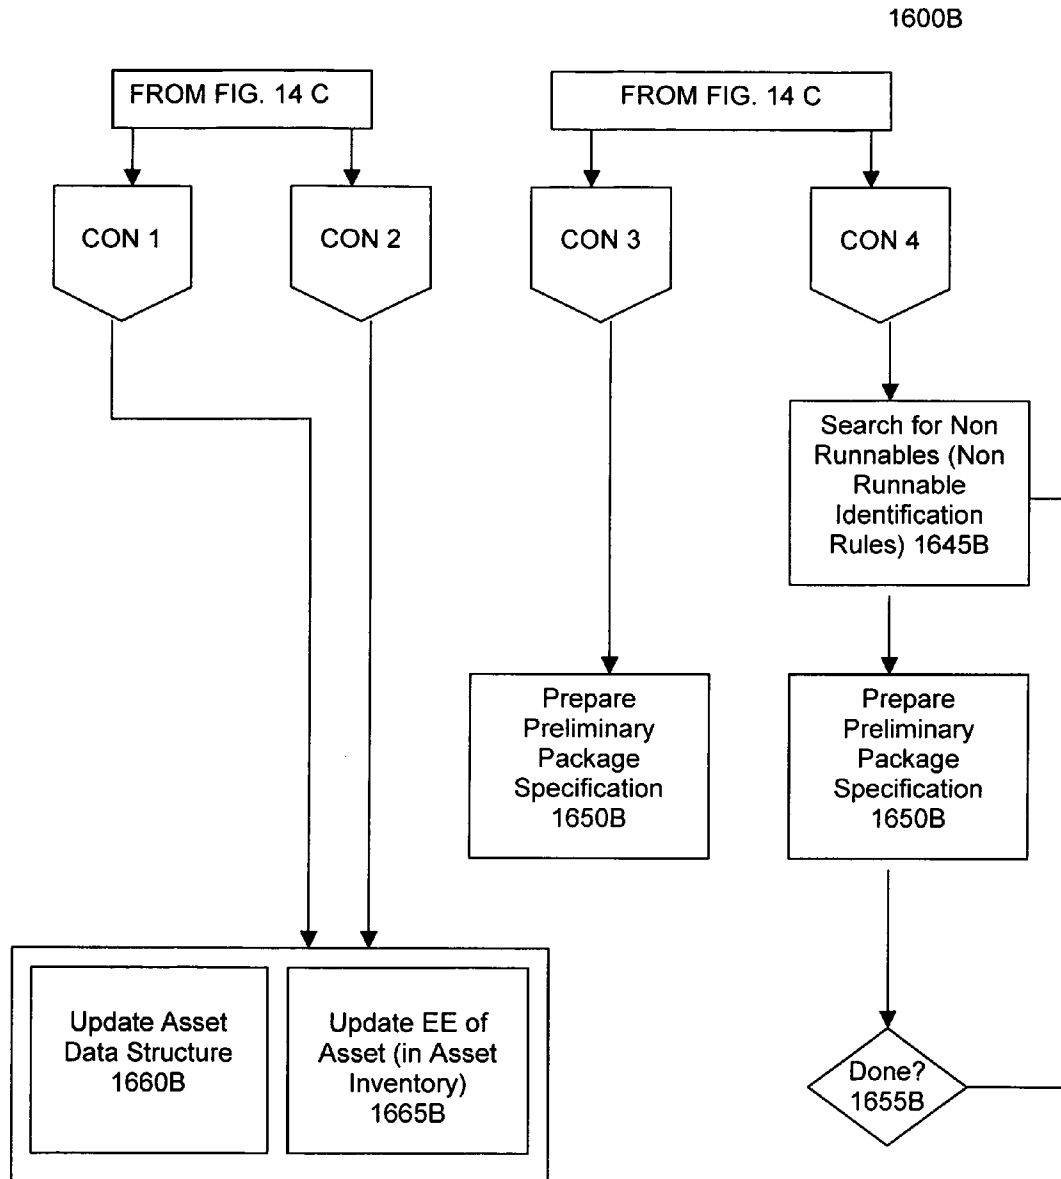 1600B
FROM FIG. 14 C
FROM FIG. 14 C
CON 1
CON 2
CON 3
CON 4
Search for Non
Runnables (Non
Runnable
Identification
Rules) 1645B
Prepare
Preliminary
Package
Specification
1650B
Prepare
Preliminary
Package
Specification
1650B
Update Asset
Data Structure
1660B
Update EE of
Asset (in Asset
Inventory)
1665B
Done?
1655B